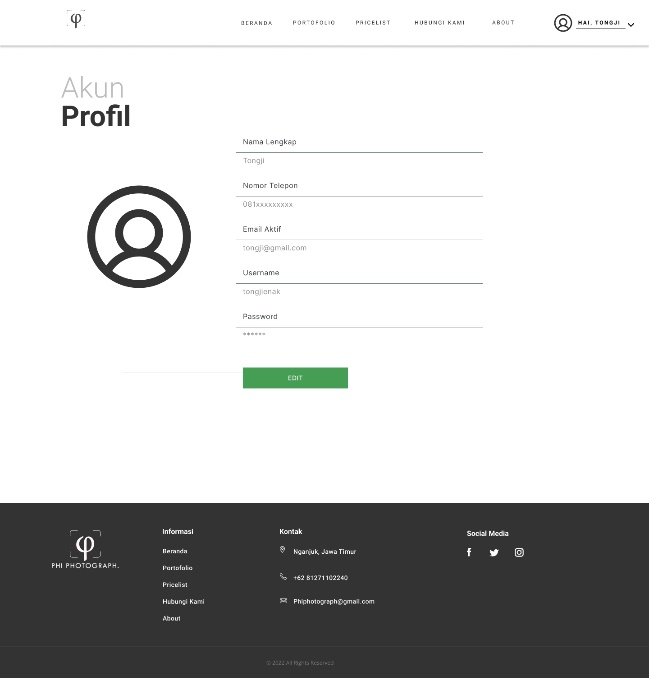 φ
BERANDA PORTOFOLIO PRICELIST HUBUNGI KAMI ABOUT HAI, TONGJI
Akun
Profil
Nama Lengkap
Tongji
Nomor Telepon
081xxxxxxxxx
Email Aktif
tongji@gmail.com
Username
tongjienak
Password
******
EDIT
φ
PHI PHOTOGRAPH.
Informasi
Beranda
Portofolio
Pricelist
Hubungi Kami
About
Kontak
Nganjuk, Jawa Timur
+62 81271102240
Phiphotograph@gmail.com
Social Media
© 2022 All Rights Reserved